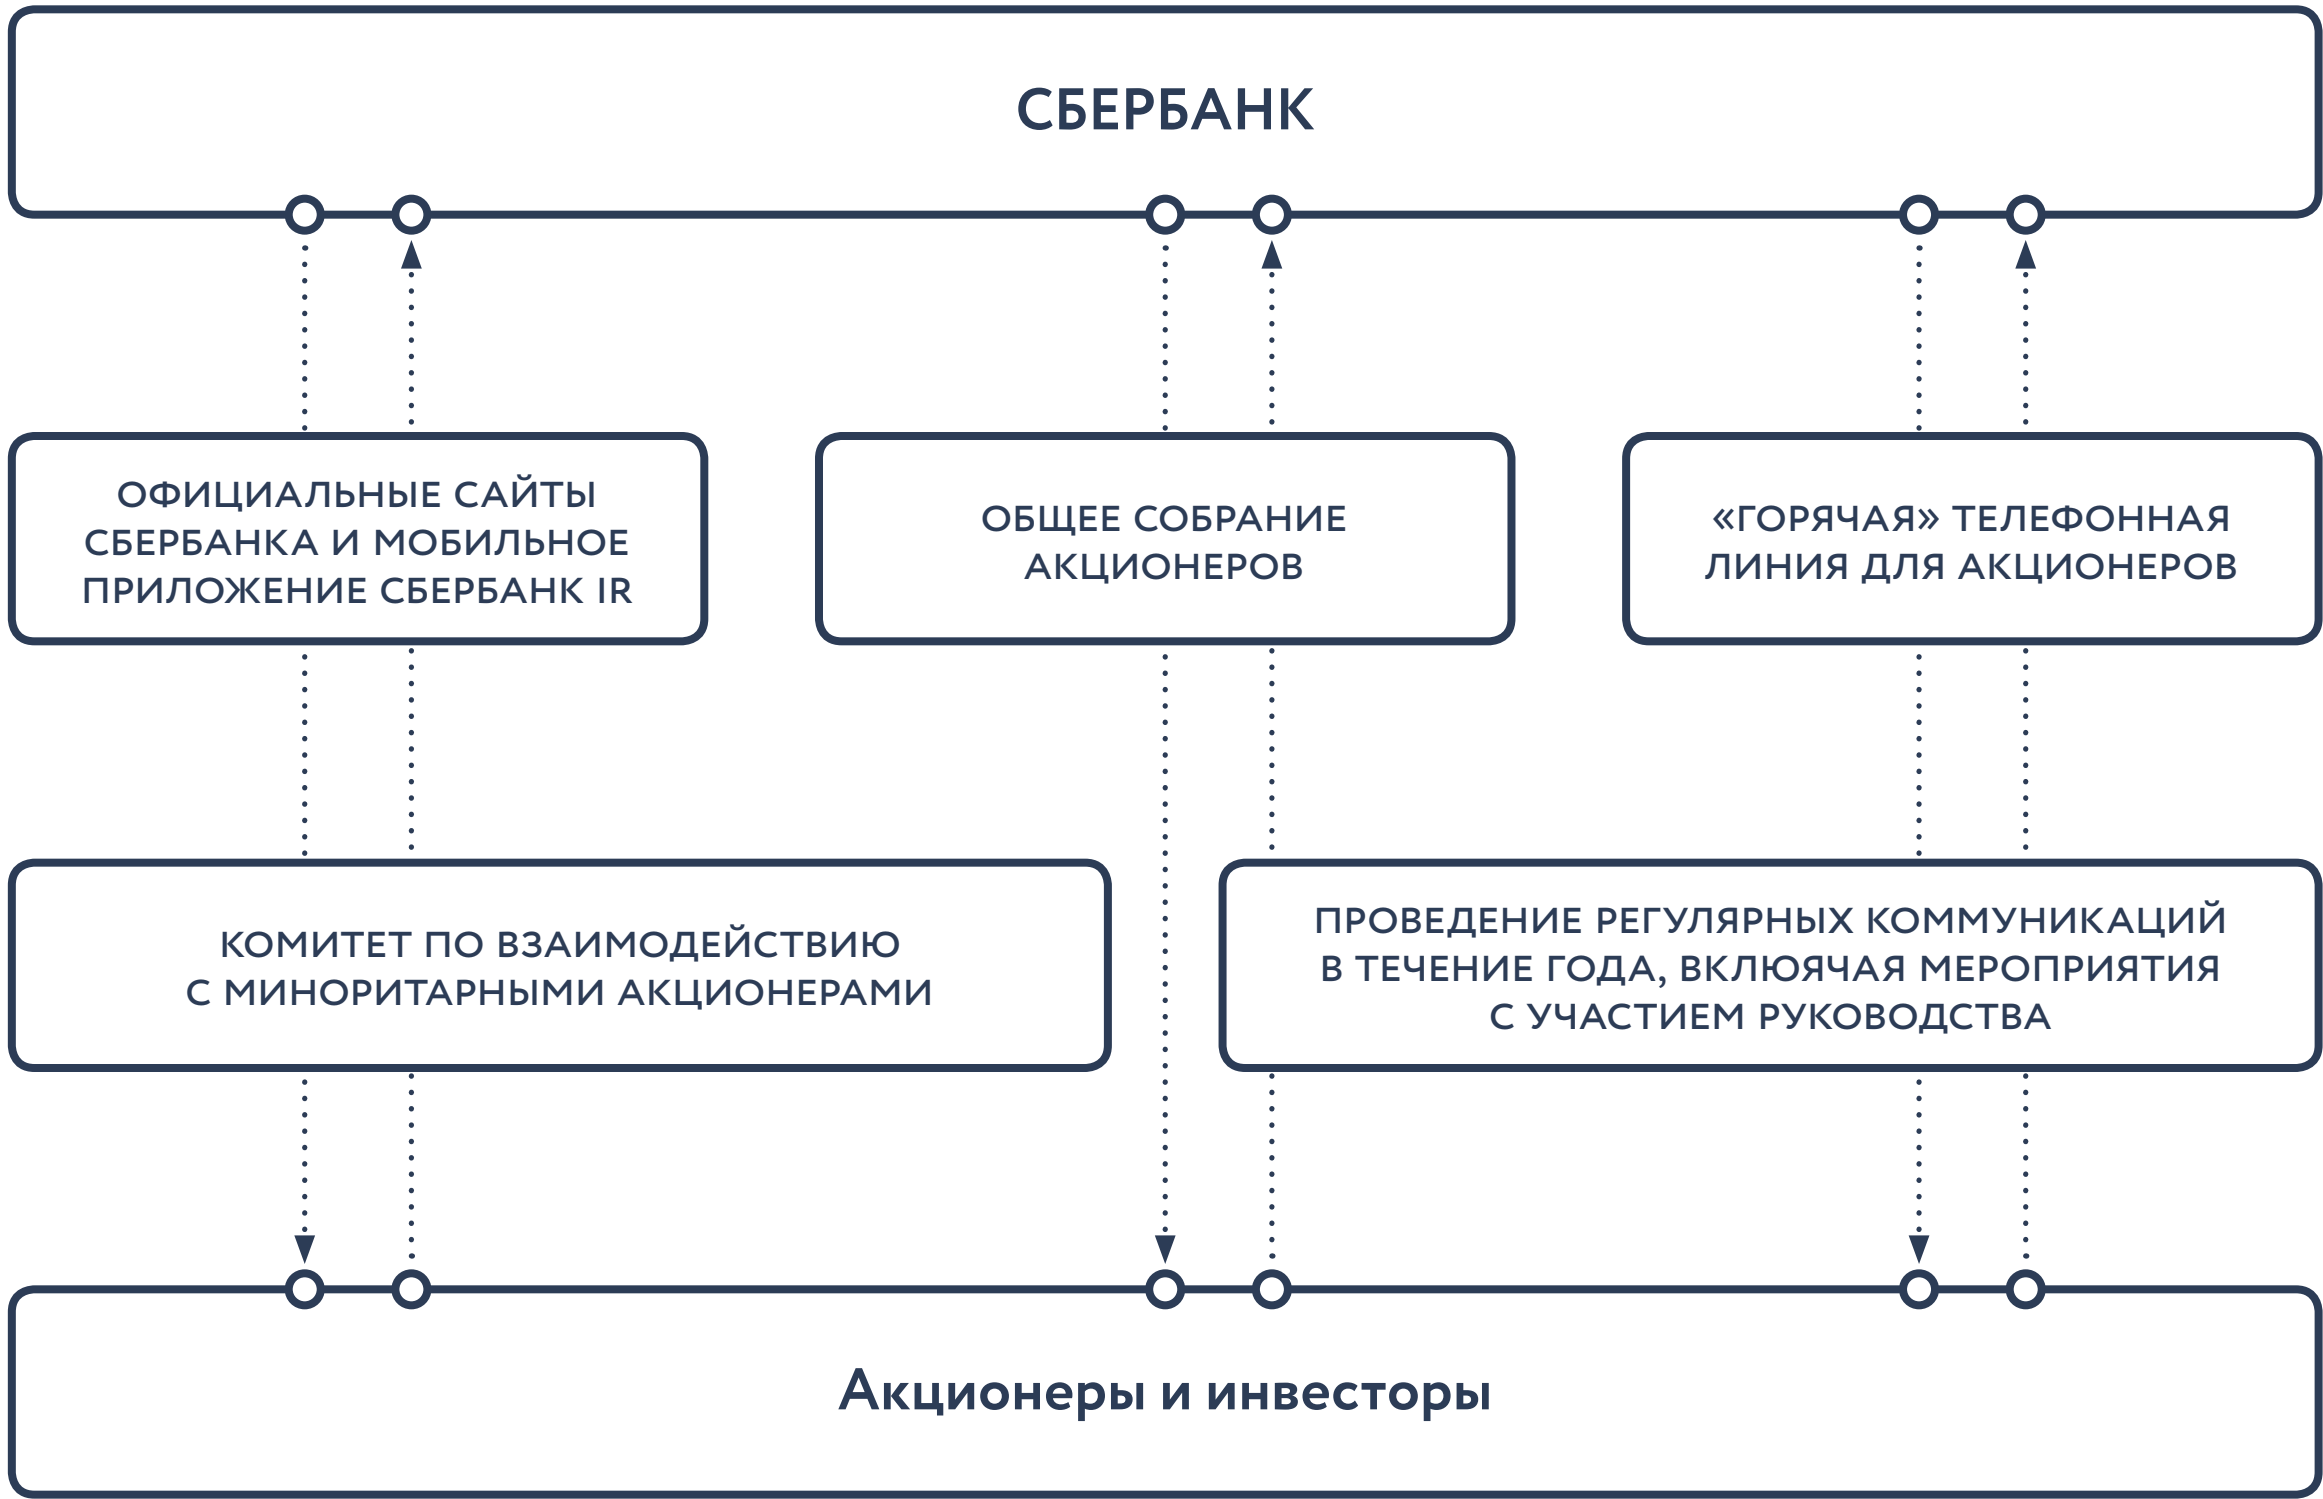 СБЕРБАНК
ОФИЦИАЛЬНЫЕ САЙТЫ
СБЕРБАНКА И МОБИЛЬНОЕ
ПРИЛОЖЕНИЕ СБЕРБАНК IR
ОБЩЕЕ СОБРАНИЕ
АКЦИОНЕРОВ
«ГОРЯЧАЯ» ТЕЛЕФОННАЯ
ЛИНИЯ ДЛЯ АКЦИОНЕРОВ
КОМИТЕТ ПО ВЗАИМОДЕЙСТВИЮ
С МИНОРИТАРНЫМИ АКЦИОНЕРАМИ
ПРОВЕДЕНИЕ РЕГУЛЯРНЫХ КОММУНИКАЦИЙ
В ТЕЧЕНИЕ ГОДА, ВКЛЮЯЧАЯ МЕРОПРИЯТИЯ
С УЧАСТИЕМ РУКОВОДСТВА
Акционеры и инвесторы